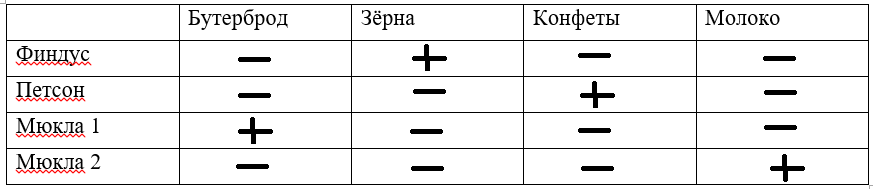 Бутерброд Зёрна Конфеты Молоко
Финдус — + — —
Петсон — — + —
Мюкла 1 + — — —
Мюкла 2 — — — +